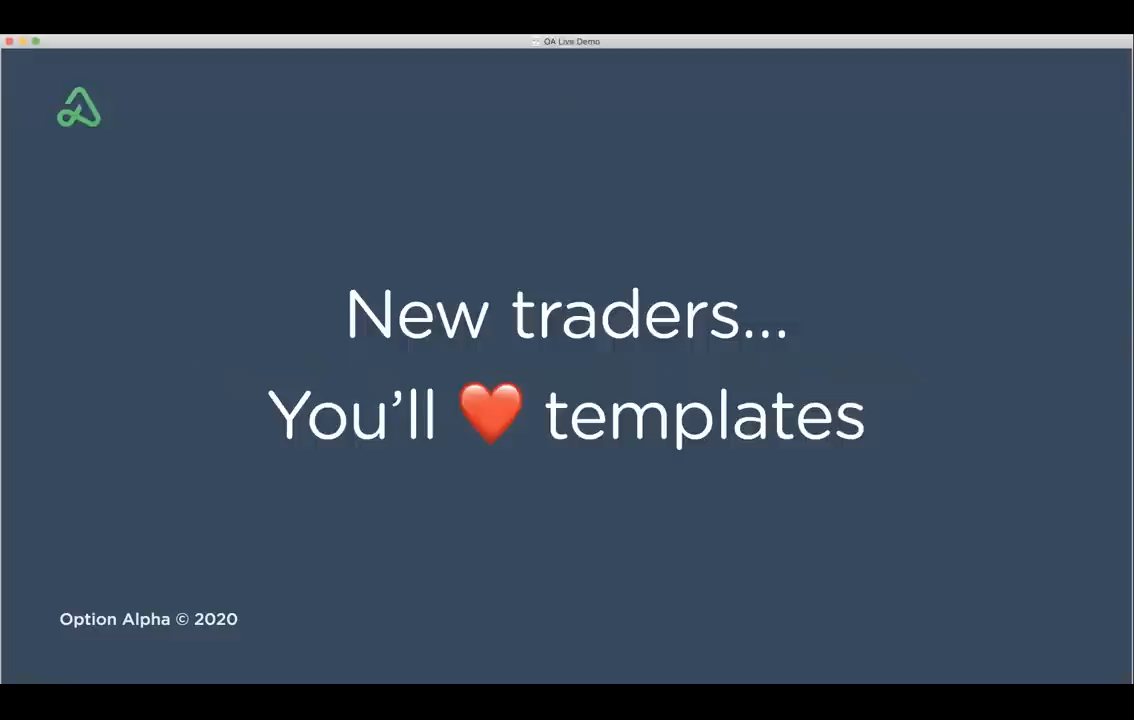 OA Live Demo
New traders...
You’ll ❤️ templates
Option Alpha © 2020